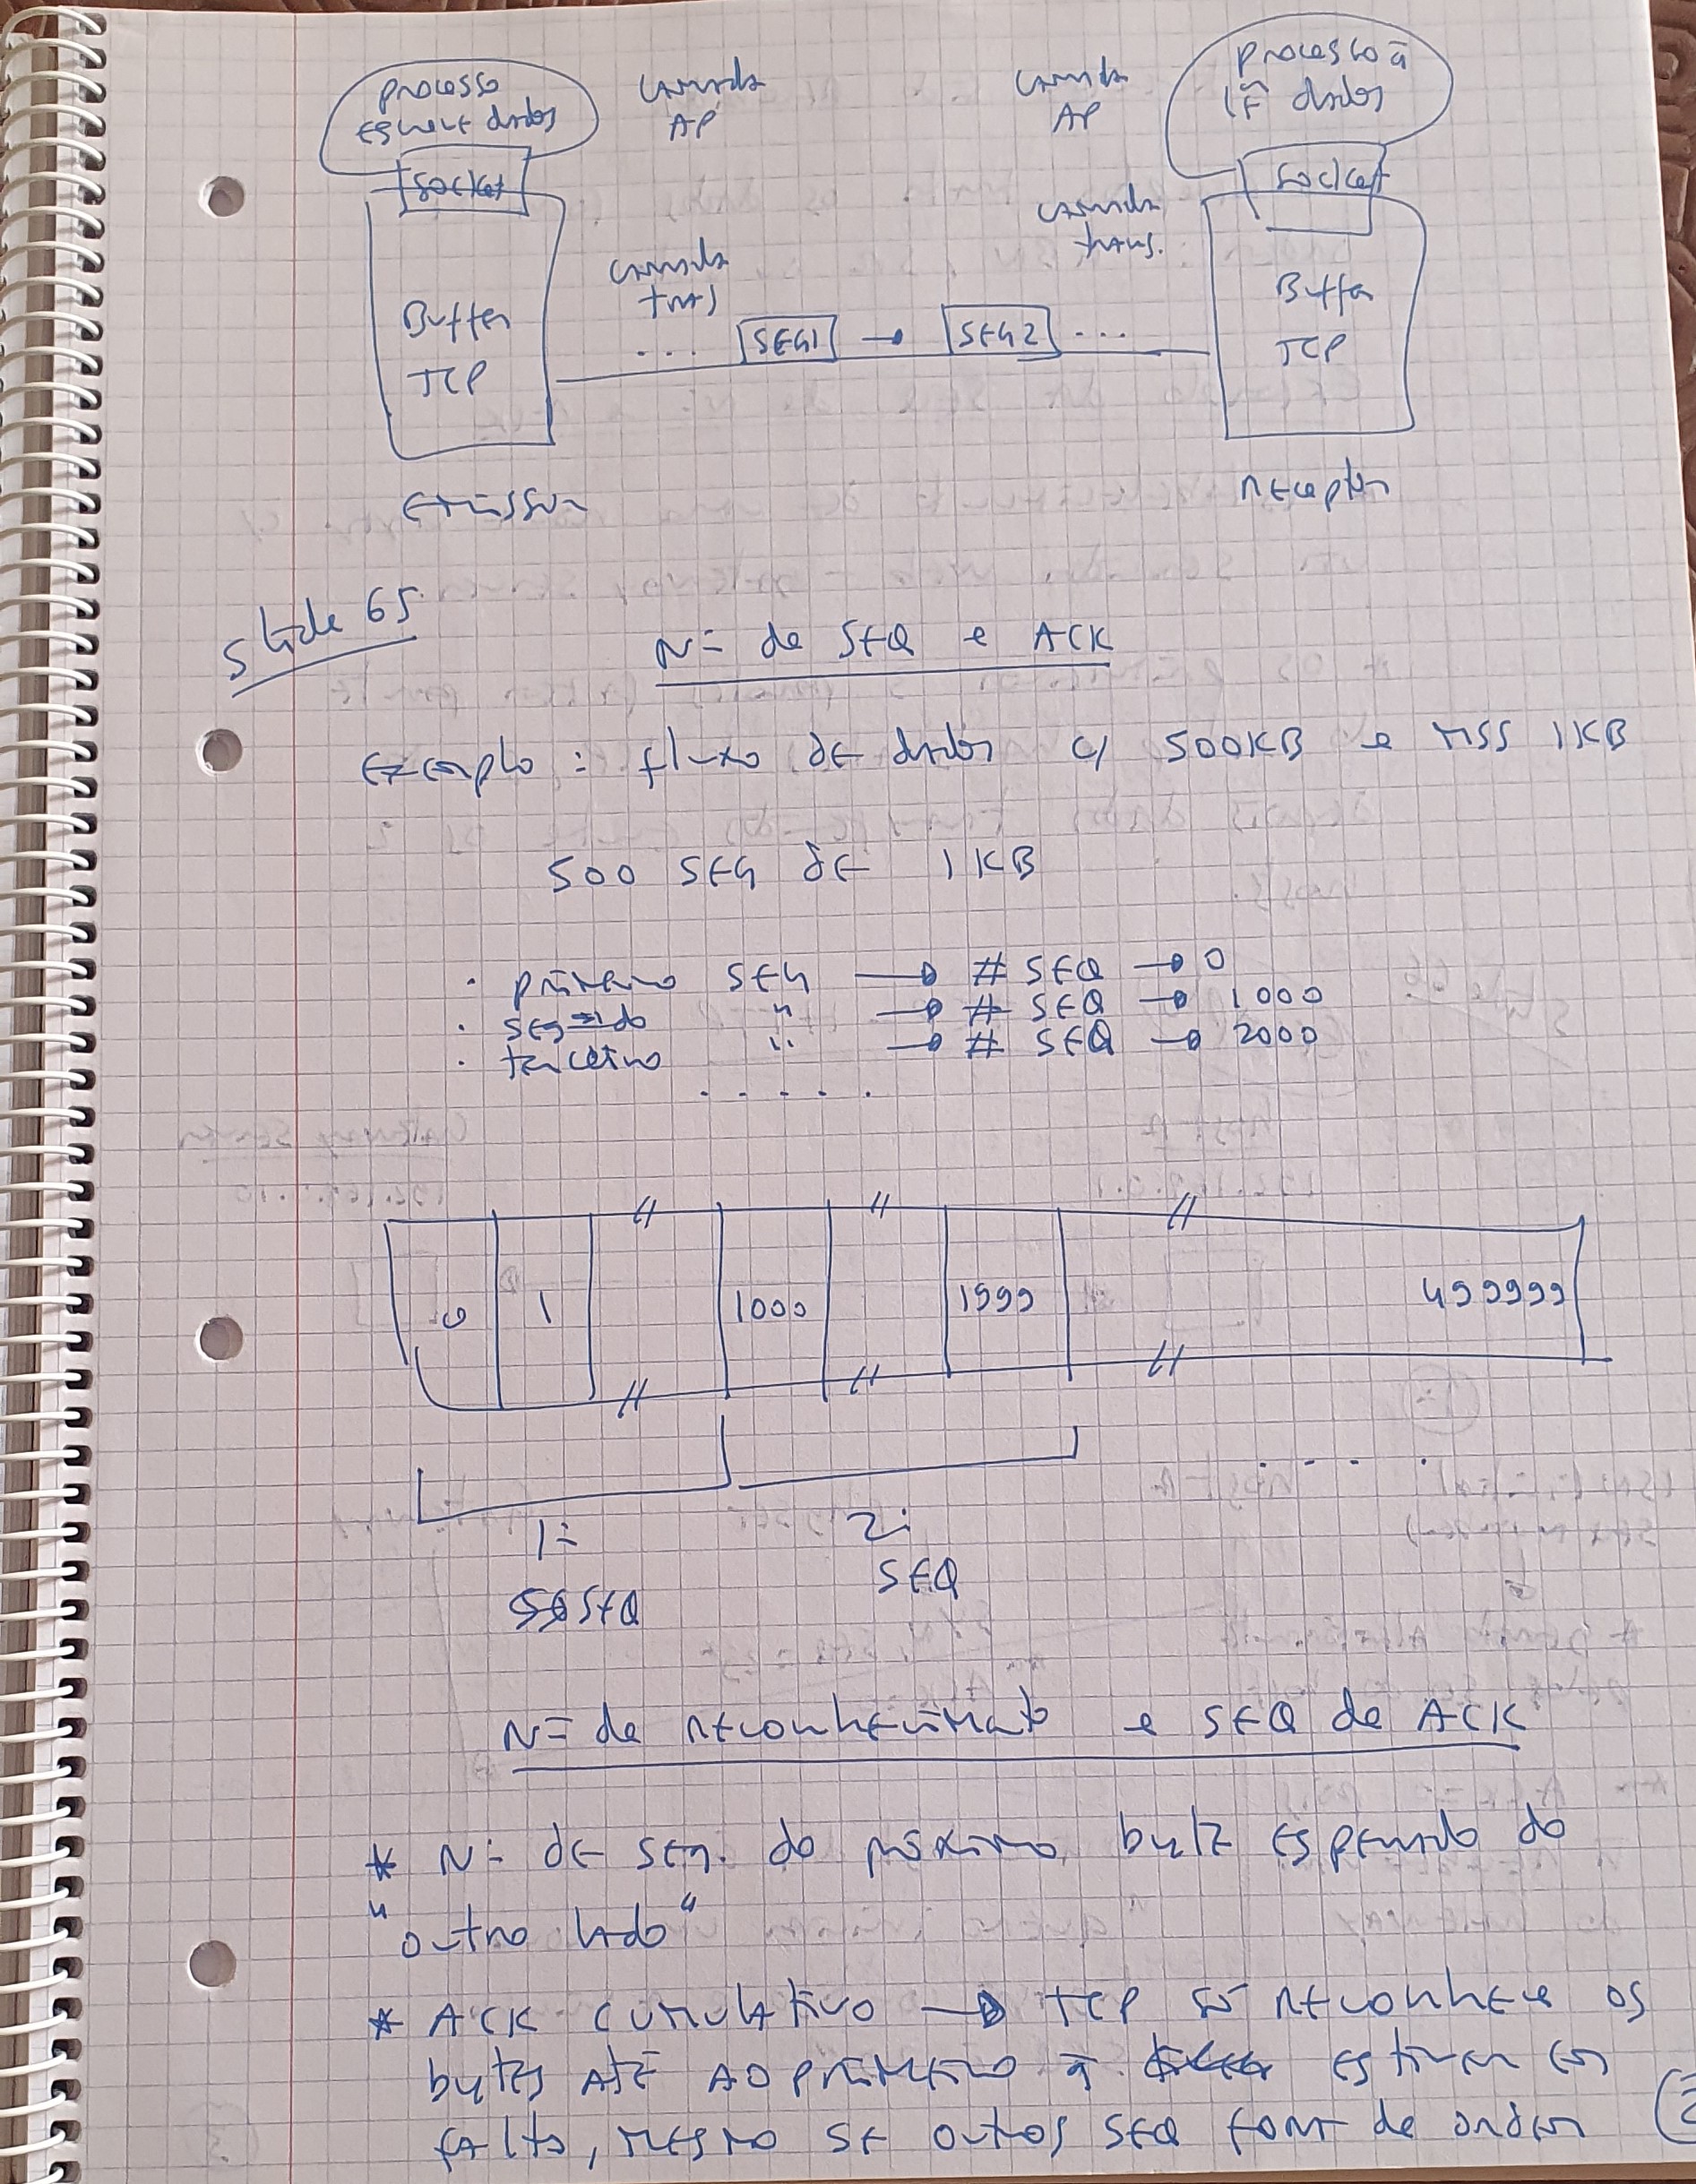 processo
escreve dados
camada
AP
camada
AP
processo q̃
lê dados
socket
socket
camada
tras
camada
trans.
Buffer
TCP
... SEG1 → SEG2 ...
Buffer
TCP
emissor
receptor
Slide 65
Nº de SEQ e ACK
Exemplo : fluxo de dados c/ 500KB e MSS 1KB
500 SEG de 1KB
. primeiro SEG → # SEQ → 0
. segundo " → # SEQ → 1000
. terceiro " → # SEQ → 2000
. . . . .
0 1 // 1000 // 1999 // 499999
1º
SEQ
2º
SEQ
Nº de reconhecimento e SEQ de ACK
* Nº de seq. do próximo byte esperado do
"outro lado"
* ACK cumulativo → TCP só reconhece os
bytes até ao primeiro q̃ estiver em
falta, mesmo se outros SEQ fora de ordem